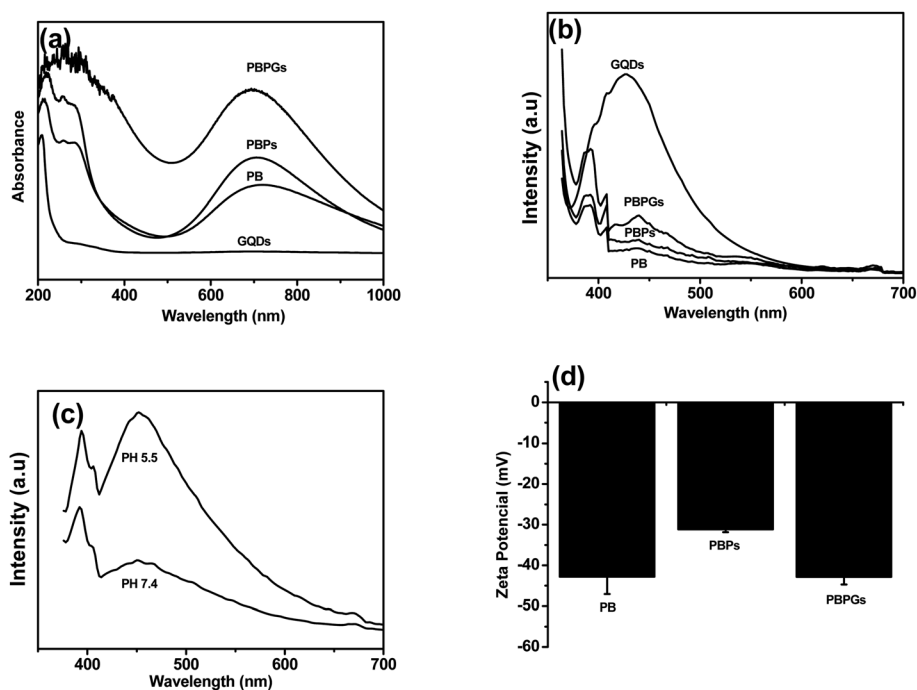 (a)
PBPGs
PBPs
PB
GQDs
Absorbance
200 400 600 800 1000
Wavelength (nm)
(b)
GQDs
PBPGs
PBPs
PB
Intensity (a.u)
400 500 600 700
Wavelength (nm)
(c)
PH 5.5
PH 7.4
Intensity (a.u)
400 500 600 700
Wavelength (nm)
(d)
0
-10
-20
-30
-40
-50
-60
Zeta Potencial (mV)
PB
PBPs
PBPGs